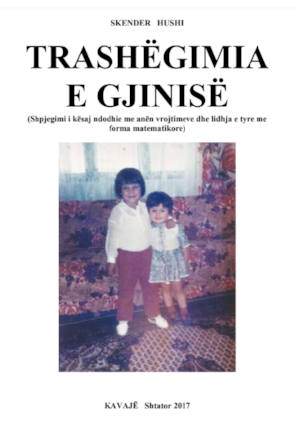 SKENDER HUSHI
TRASHËGIMIA
E GJINISË
(Shpjegimi i kësaj ndodhie me anën vrojtimeve dhe lidhja e tyre me
forma matematikore)
KAVAJË Shtator 2017